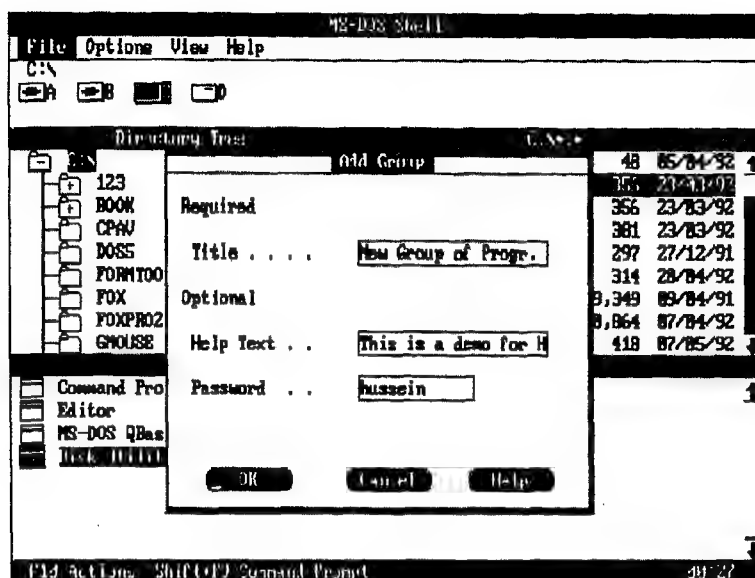 MS-DOS Shell
File Options View Help
C:\
A B D
Directory Tree C:\*.*
Add Group
C:\
123
BOOK
CPAV
DOS5
FORMTOO
FOX
FOXPRO2
GMOUSE
Required
Title . . . . New Group of Progr.
Optional
Help Text . . This is a demo for H
Password . . hussein
OK Cancel Help
48 05/04/92
23/03/92
356 23/03/92
381 23/03/92
297 27/12/91
314 28/04/92
,349 09/04/91
,864 07/04/92
418 07/05/92
Command Pro
Editor
MS-DOS QBas
F10 Actions Shift+F9 Command Prompt